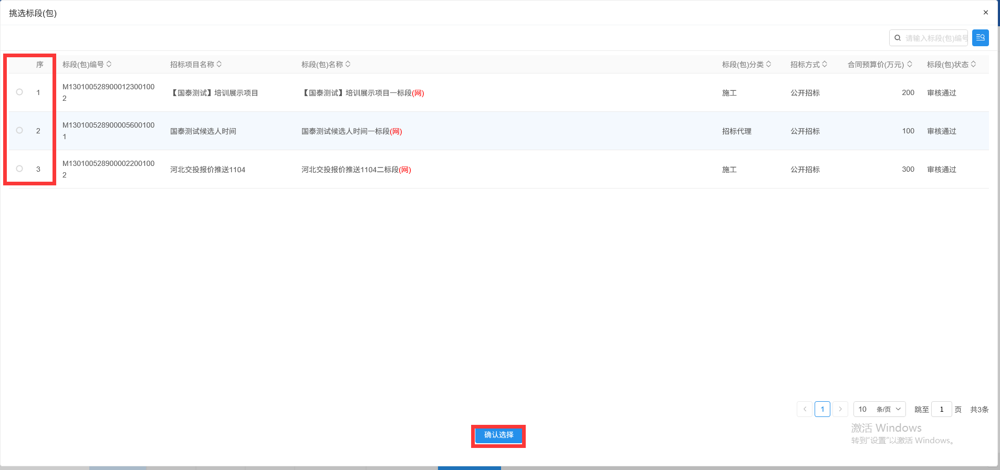 挑选标段(包)
请输入标段(包)编号
序 标段(包)编号 招标项目名称 标段(包)名称 标段(包)分类 招标方式 合同预算价(万元) 标段(包)状态
1 M130100528900012300100 【国泰测试】培训展示项目 【国泰测试】培训展示项目一标段(网) 施工 公开招标 200 审核通过
2
2 M130100528900005600100 国泰测试候选人时间 国泰测试候选人时间一标段(网) 招标代理 公开招标 100 审核通过
1
3 M130100528900002200100 河北交投报价推送1104 河北交投报价推送1104二标段(网) 施工 公开招标 300 审核通过
2
1 10 条/页 跳至 1 页 共3条
激活 Windows
确认选择
转到"设置"以激活 Windows。